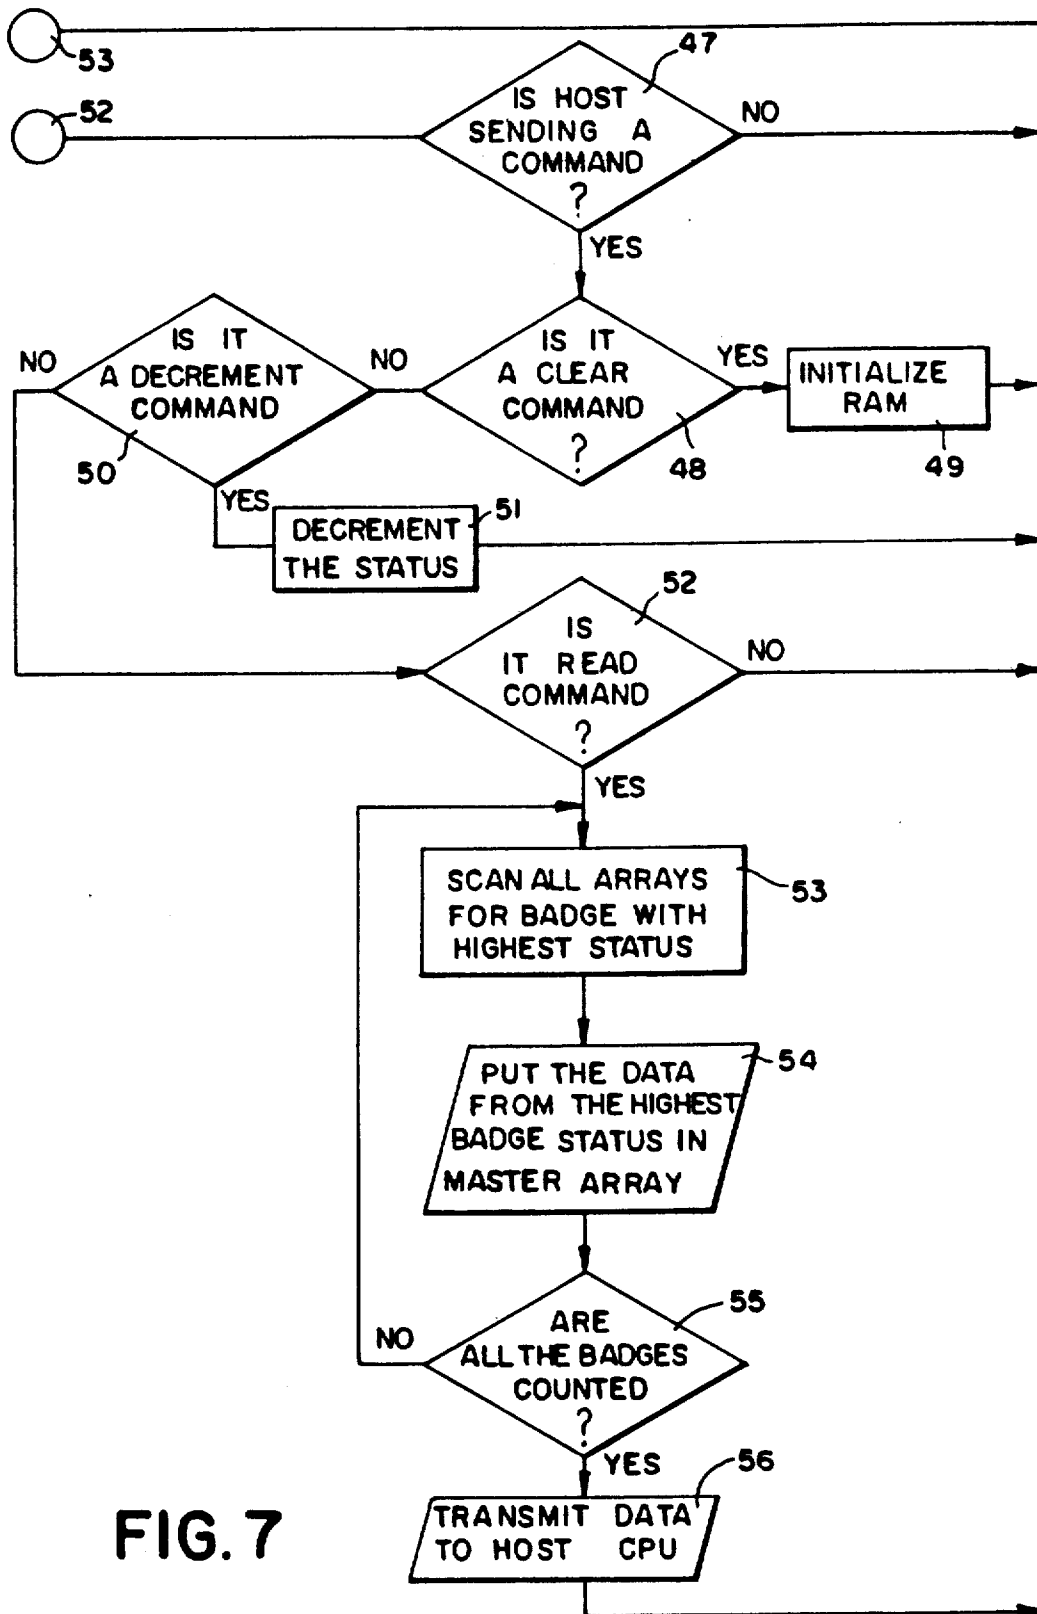 53
47
52
IS HOST
SENDING A
COMMAND
?
NO
YES
IS IT
A DECREMENT
COMMAND
NO
NO
50
YES
IS IT
A CLEAR
COMMAND
?
48
YES
INITIALIZE
RAM
49
51
DECREMENT
THE STATUS
52
IS
IT READ
COMMAND
?
NO
YES
SCAN ALL ARRAYS
FOR BADGE WITH
HIGHEST STATUS
53
PUT THE DATA
FROM THE HIGHEST
BADGE STATUS IN
MASTER ARRAY
54
ARE
ALL THE BADGES
COUNTED
?
55
NO
YES
56
TRANSMIT DATA
TO HOST CPU
FIG. 7